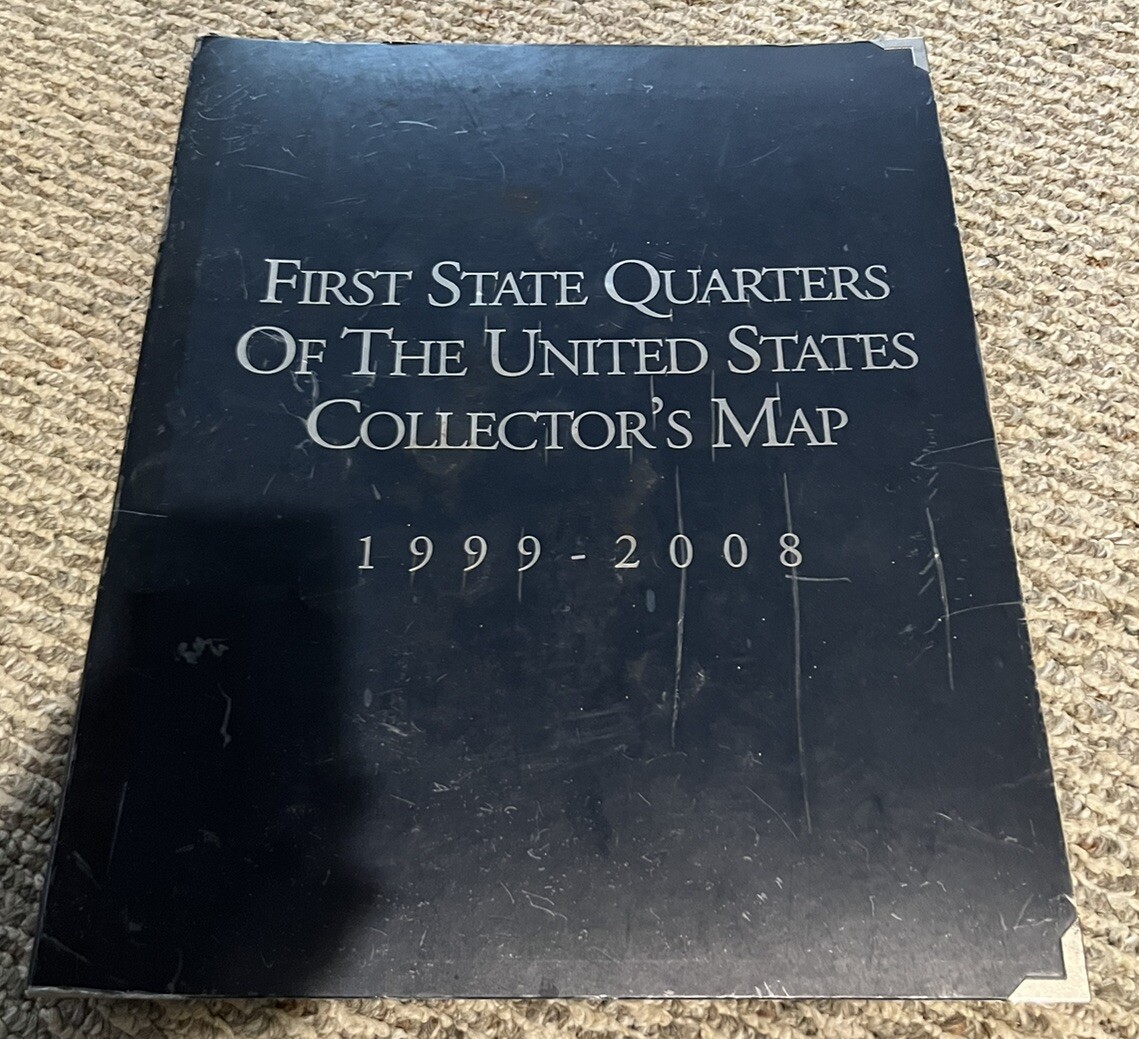 First State Quarters
Of The United States
Collector's Map
1999-2008